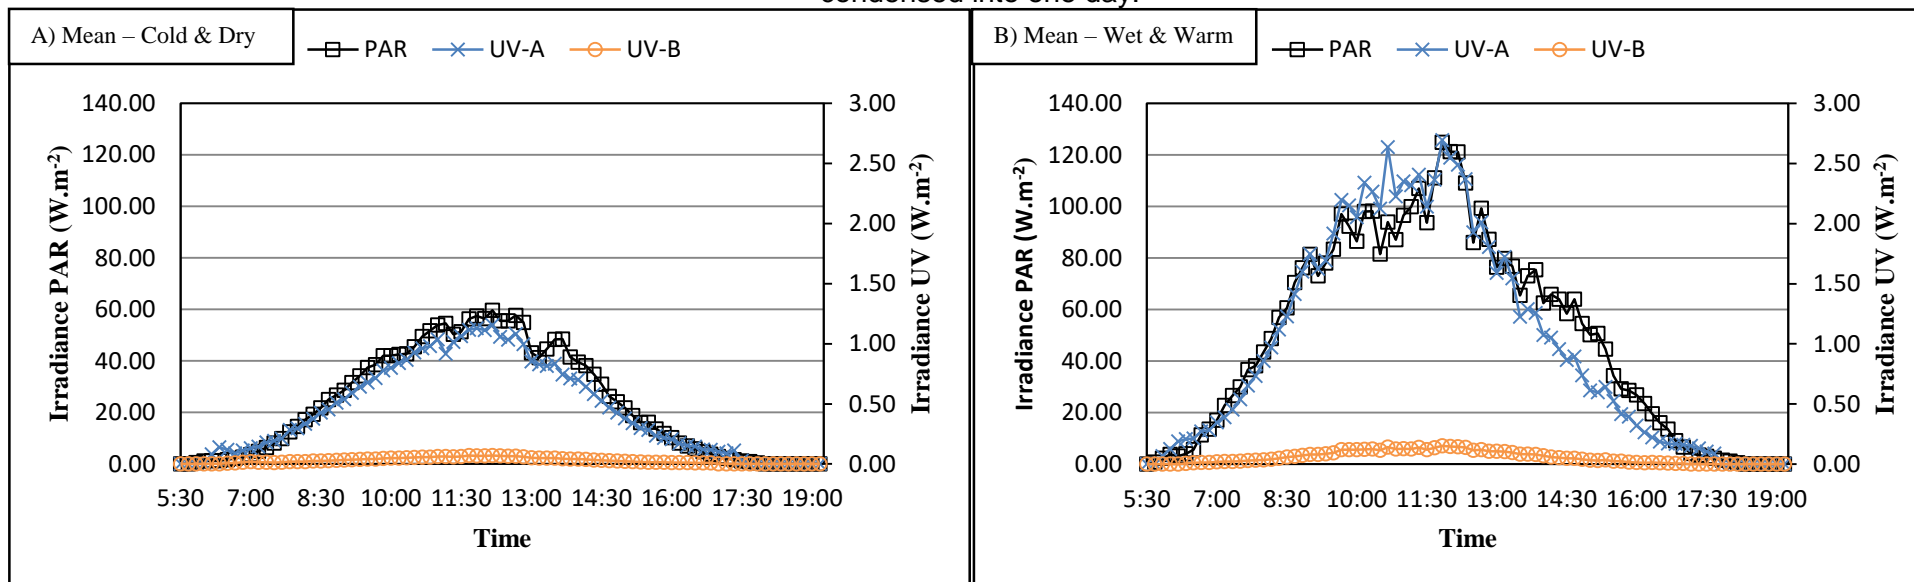 condensed into one day.
A) Mean – Cold & Dry
PAR UV-A UV-B
140.00
120.00
100.00
80.00
60.00
40.00
20.00
0.00
Irradiance PAR (W.m-2)
3.00
2.50
2.00
1.50
1.00
0.50
0.00
Irradiance UV (W.m-2)
5:30 7:00 8:30 10:00 11:30 13:00 14:30 16:00 17:30 19:00
Time
B) Mean – Wet & Warm
PAR UV-A UV-B
140.00
120.00
100.00
80.00
60.00
40.00
20.00
0.00
Irradiance PAR (W.m-2)
3.00
2.50
2.00
1.50
1.00
0.50
0.00
Irradiance UV (W.m-2)
5:30 7:00 8:30 10:00 11:30 13:00 14:30 16:00 17:30 19:00
Time